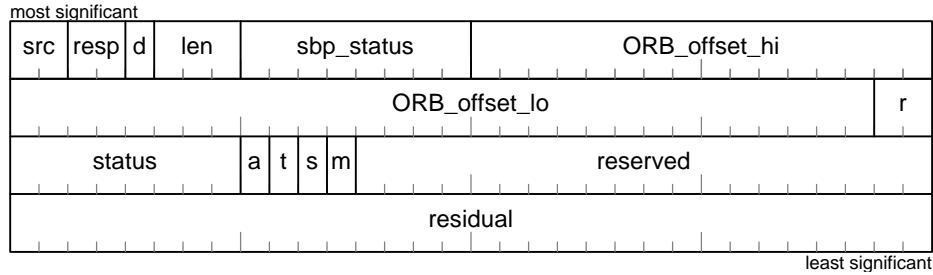 most significant
src resp d len sbp_status ORB_offset_hi
ORB_offset_lo r
status a t s m reserved
residual
least significant